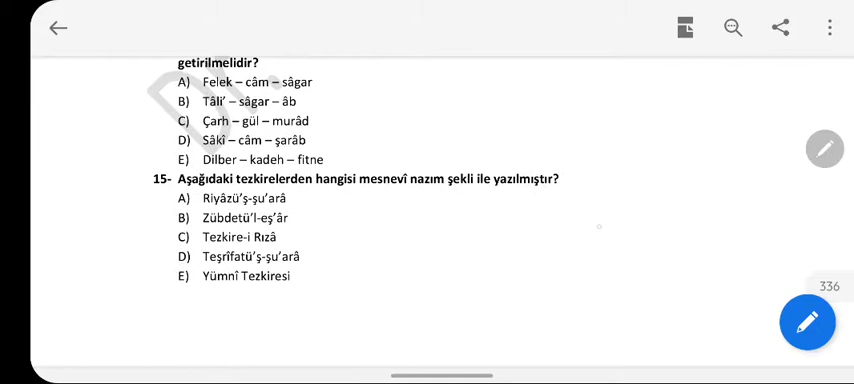 getirilmelidir?
A) Felek – câm – sâgar
B) Tâli’ – sâgar – âb
C) Çarh – gül – murâd
D) Sâkî – câm – şarâb
E) Dilber – kadeh – fitne
15- Aşağıdaki tezkirelerden hangisi mesnevî nazım şekli ile yazılmıştır?
A) Riyâzü’ş-şu’arâ
B) Zübdetü’l-eş’âr
C) Tezkire-i Rızâ
D) Teşrîfatü’ş-şu’arâ
E) Yümnî Tezkiresi
336